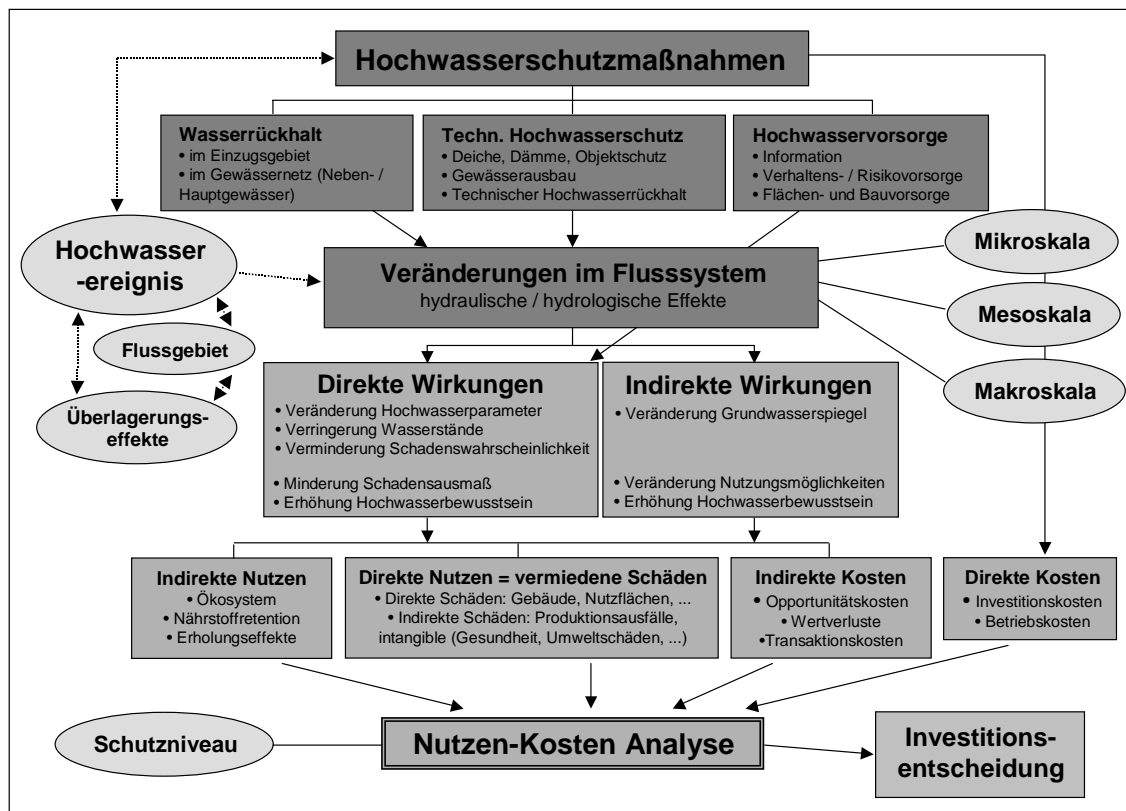 Hochwasserschutzmaßnahmen
Wasserrückhalt
• im Einzugsgebiet
• im Gewässernetz (Neben- /
Hauptgewässer)
Techn. Hochwasserschutz
• Deiche, Dämme, Objektschutz
• Gewässerausbau
• Technischer Hochwasserrückhalt
Hochwasservorsorge
• Information
• Verhaltens- / Risikovorsorge
• Flächen- und Bauvorsorge
Hochwasser
-ereignis
Flussgebiet
Überlagerungs-
effekte
Veränderungen im Flusssystem
hydraulische / hydrologische Effekte
Mikroskala
Mesoskala
Makroskala
Direkte Wirkungen
• Veränderung Hochwasserparameter
• Verringerung Wasserstände
• Verminderung Schadenswahrscheinlichkeit
• Minderung Schadensausmaß
• Erhöhung Hochwasserbewusstsein
Indirekte Wirkungen
• Veränderung Grundwasserspiegel
• Veränderung Nutzungsmöglichkeiten
• Erhöhung Hochwasserbewusstsein
Indirekte Nutzen
• Ökosystem
• Nährstoffretention
• Erholungseffekte
Direkte Nutzen = vermiedene Schäden
• Direkte Schäden: Gebäude, Nutzflächen, ...
• Indirekte Schäden: Produktionsausfälle,
intangible (Gesundheit, Umweltschäden, ...)
Indirekte Kosten
• Opportunitätskosten
• Wertverluste
•Transaktionskosten
Direkte Kosten
• Investitionskosten
• Betriebskosten
Schutzniveau
Nutzen-Kosten Analyse
Investitions-
entscheidung